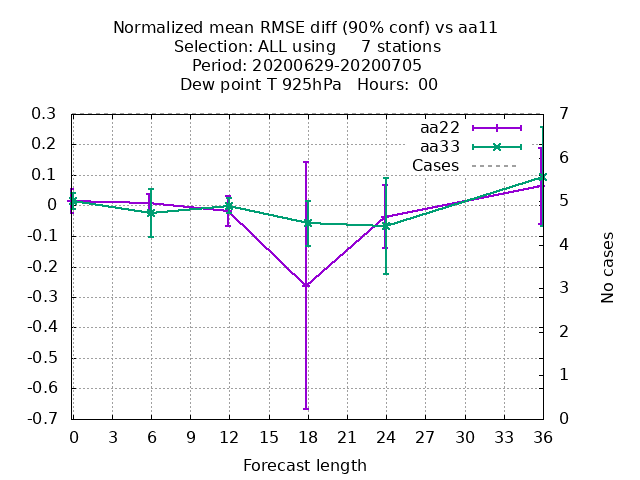 Normalized mean RMSE diff (90% conf) vs aa11
Selection: ALL using 7 stations
Period: 20200629-20200705
Dew point T 925hPa Hours: 00
0.3 7
aa22
aa33
Cases
0.2
0.1
0
-0.1
-0.2
-0.3
-0.4
-0.5
-0.6
-0.7
6
5
4
3
2
1
0
No cases
0 3 6 9 12 15 18 21 24 27 30 33 36
Forecast length